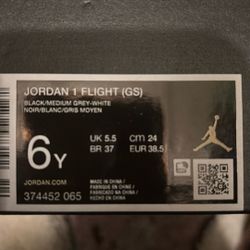 JORDAN 1 FLIGHT (GS)
BLACK/MEDIUM GREY-WHITE
NOIR/BLANC/GRIS MOYEN
6Y
UK 5.5 CM 24
BR 37 EUR 38.5
JORDAN.COM
374452 065
MADE IN CHINA
FABRIQUÉ EN CHINE
HECHO EN CHINA